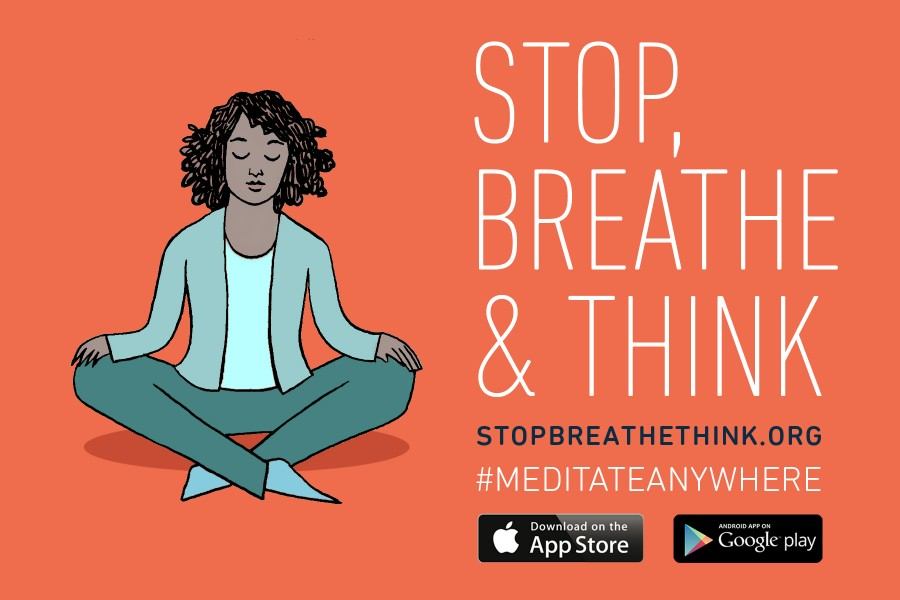 STOP,
BREATHE
& THINK
STOPBREATHETHINK.ORG
#MEDITATEANYWHERE
Download on the
App Store
ANDROID APP ON
Google play